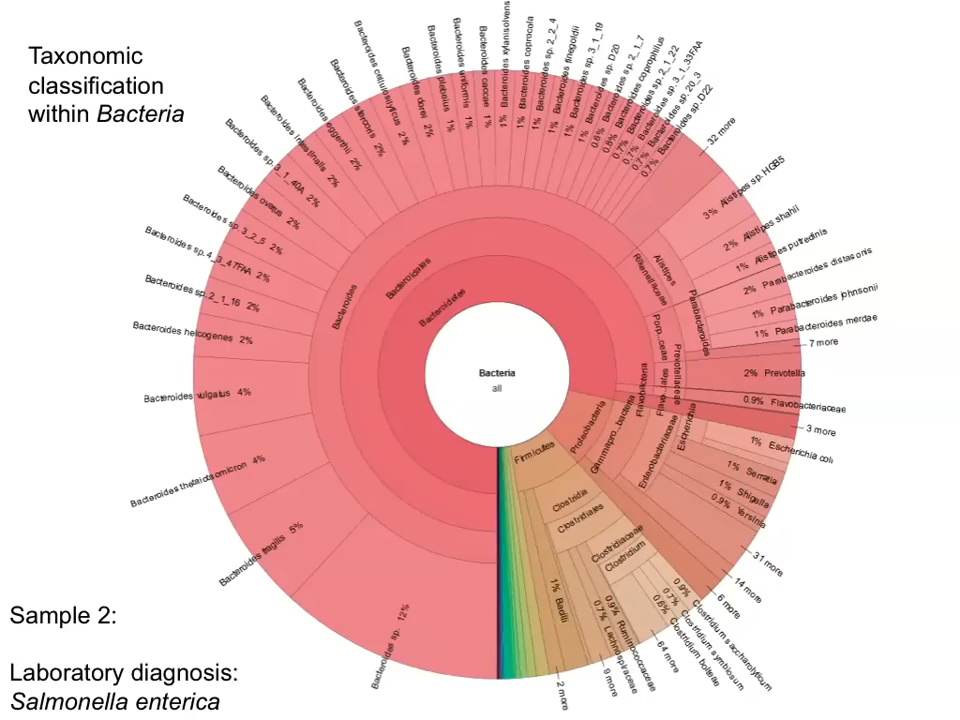 Taxonomic
classification
within Bacteria
Bacteroides sp. 12%
Bacteroides fragilis 5%
Bacteroides thetaiotaomicron 4%
Bacteroides vulgatus 4%
Bacteroides helcogenes 2%
Bacteroides sp. 2_1_16 2%
Bacteroides sp. 4_3_47FAA 2%
Bacteroides sp. 3_2_5 2%
Bacteroides ovatus 2%
Bacteroides sp. 3_1_40A 2%
Bacteroides intestinalis 2%
Bacteroides eggerthii 2%
Bacteroides stercoris 2%
Bacteroides cellulosilyticus 2%
Bacteroides dorei 2%
Bacteroides plebeius 1%
Bacteroides uniformis 1%
Bacteroides caccae 1%
1% Bacteroides xylanisolvens
1% Bacteroides coprocola
1% Bacteroides sp. 2_2_4
1% Bacteroides finegoldii
1% Bacteroides sp. 3_1_19
1% Bacteroides sp. D20
0.8% Bacteroides sp. 2_1_7
0.8% Bacteroides coprophilus
0.7% Bacteroides sp. 2_1_22
0.7% Bacteroides sp. 3_1_33FAA
0.7% Bacteroides sp. 20_3
0.7% Bacteroides sp. D22
32 more
3% Alistipes sp. HGB5
2% Alistipes shahii
1% Alistipes putredinis
2% Parabacteroides distasonis
1% Parabacteroides johnsonii
1% Parabacteroides merdae
7 more
2% Prevotella
0.9% Flavobacteriaceae
3 more
1% Escherichia coli
1% Serratia
1% Shigella
0.9% Yersinia
31 more
14 more
6 more
0.9% Clostridium saccharolyticum
0.7% Clostridium symbiosum
0.6% Clostridium bolteae
64 more
0.9% Ruminococcaceae
0.7% Lachnospiraceae
9 more
1% Bacilli
2 more
Bacteroides
Bacteroidales
Bacteroidetes
Rikenellaceae
Alistipes
Porp...ceae
Parabacteroides
Prevotellaceae
Flavobacteria
Flavo...iales
Proteobacteria
Gammapro...bacteria
Enterobacteriaceae
Escherichia
Firmicutes
Clostridia
Clostridiales
Clostridiaceae
Clostridium
Bacteria
all
Sample 2:
Laboratory diagnosis:
Salmonella enterica